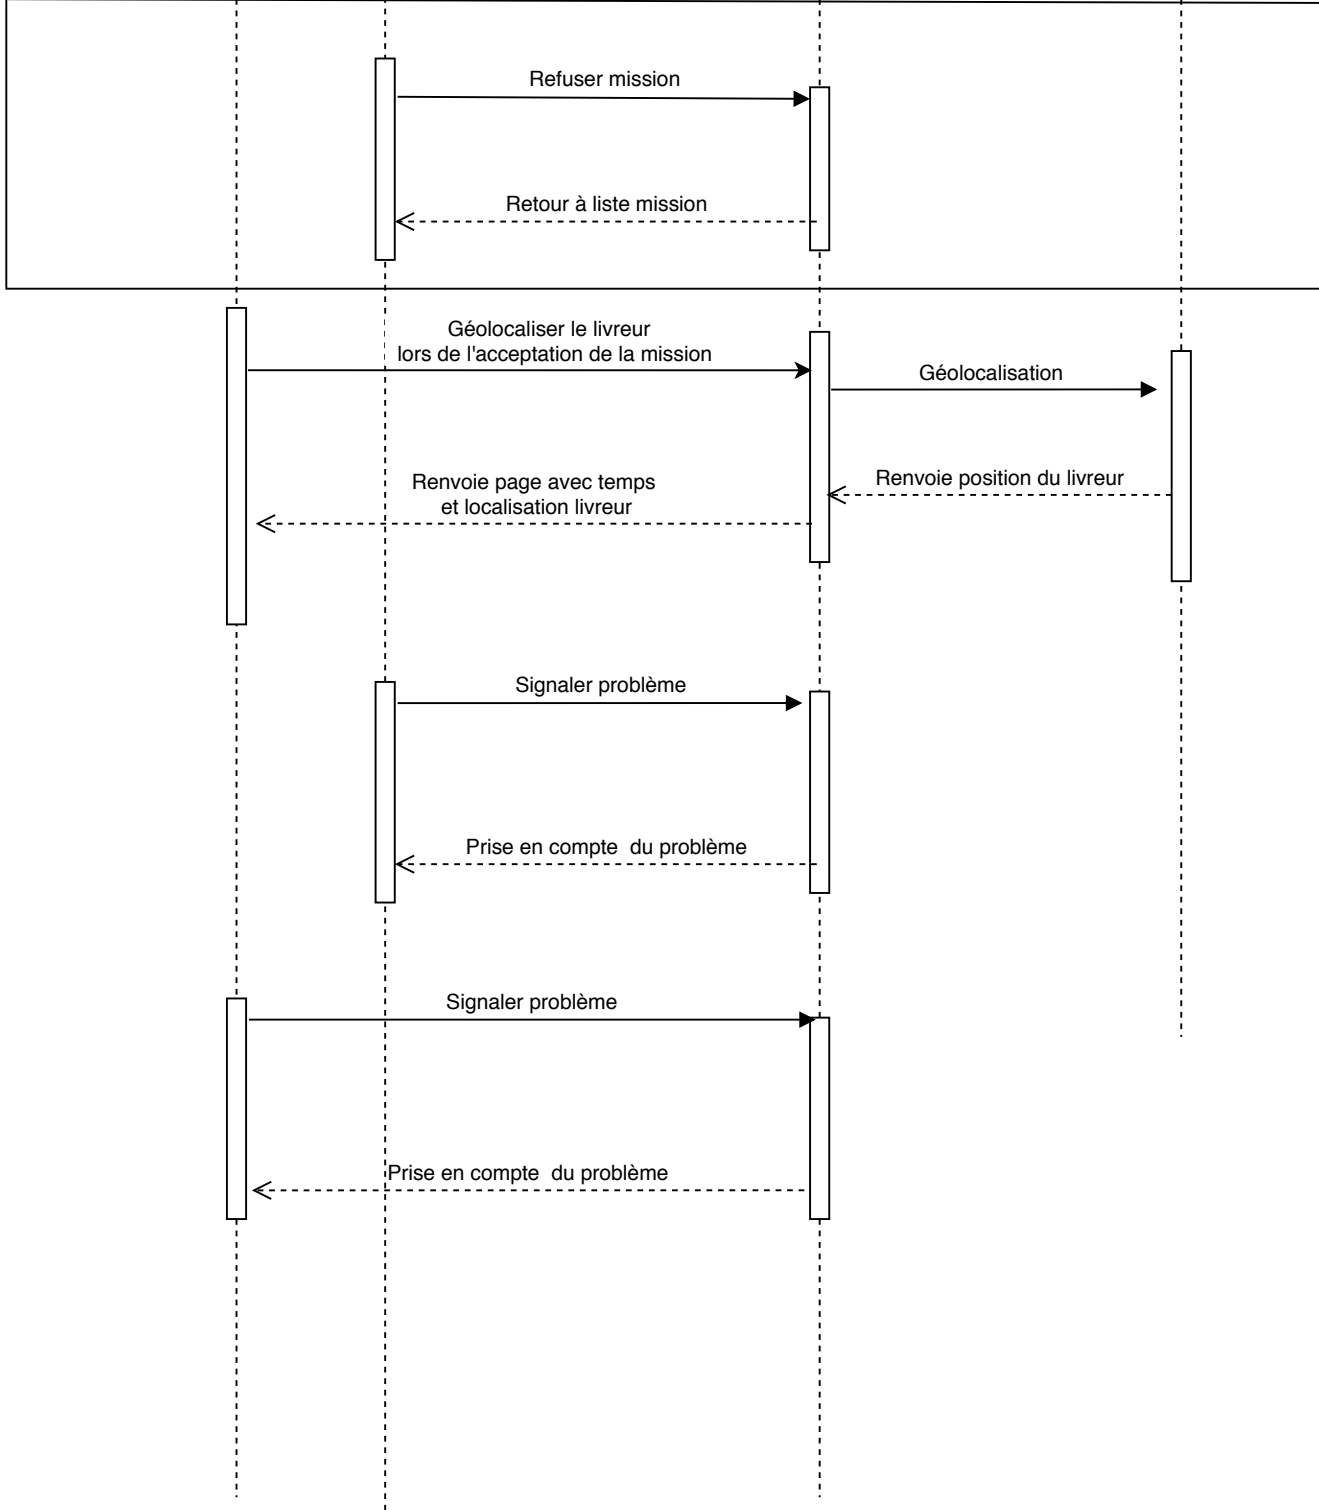 Refuser mission
Retour à liste mission
Géolocaliser le livreur
lors de l'acceptation de la mission
Géolocalisation
Renvoie position du livreur
Renvoie page avec temps
et localisation livreur
Signaler problème
Prise en compte  du problème
Signaler problème
Prise en compte  du problème